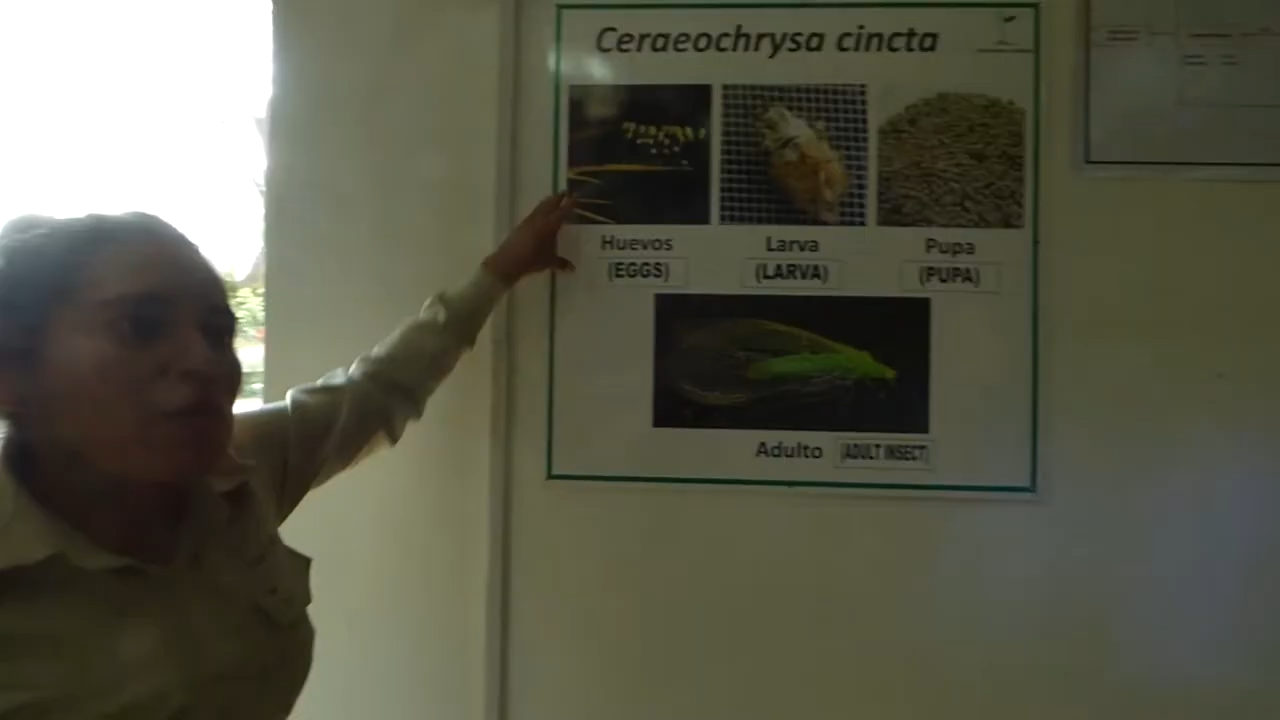 Ceraeochrysa cincta
Huevos Larva Pupa
(EGGS) (LARVA) (PUPA)
Adulto (ADULT INSECT)